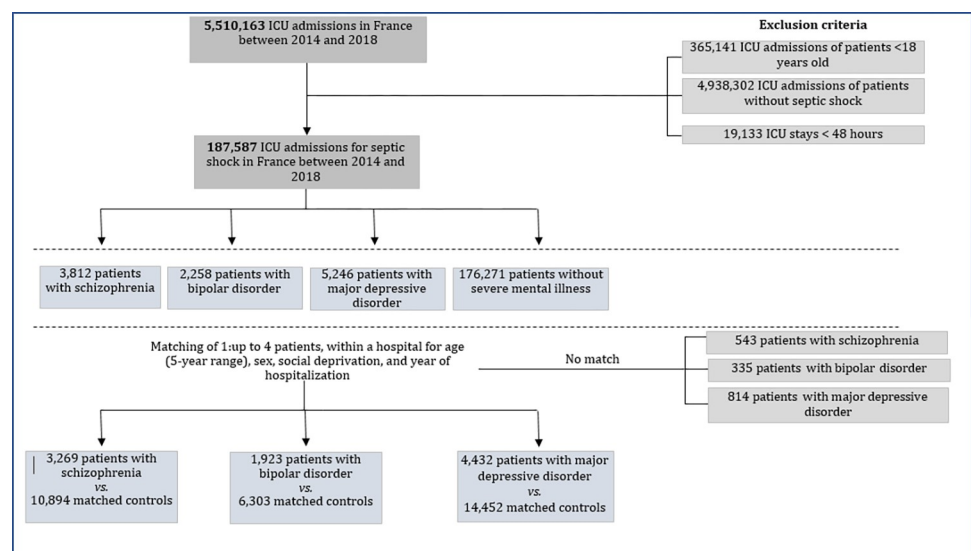 5,510,163 ICU admissions in France
between 2014 and 2018
Exclusion criteria
365,141 ICU admissions of patients <18
years old
4,938,302 ICU admissions of patients
without septic shock
19,133 ICU stays < 48 hours
187,587 ICU admissions for septic
shock in France between 2014 and
2018
3,812 patients
with schizophrenia
2,258 patients with
bipolar disorder
5,246 patients with
major depressive
disorder
176,271 patients without
severe mental illness
Matching of 1:up to 4 patients, within a hospital for age
(5-year range), sex, social deprivation, and year of
hospitalization
No match
543 patients with schizophrenia
335 patients with bipolar disorder
814 patients with major depressive
disorder
3,269 patients with
schizophrenia
vs.
10,894 matched controls
1,923 patients with
bipolar disorder
vs.
6,303 matched controls
4,432 patients with major
depressive disorder
vs.
14,452 matched controls